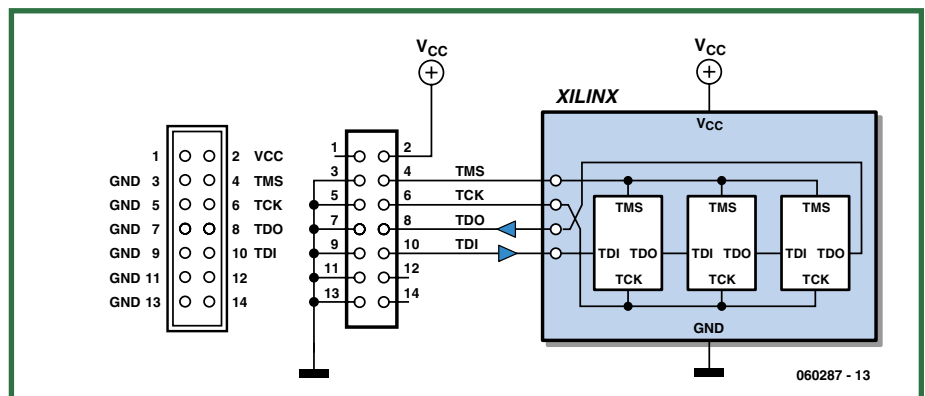 VCC
VCC
XILINX
VCC
1 2 VCC
GND 3 4 TMS
GND 5 6 TCK
GND 7 8 TDO
GND 9 10 TDI
GND 11 12
GND 13 14
1 2
3 4 TMS
5 6 TCK
7 8 TDO
9 10 TDI
11 12
13 14
TMS TMS TMS
TDI TDO TDI TDO TDI TDO
TCK TCK TCK
GND
060287 - 13